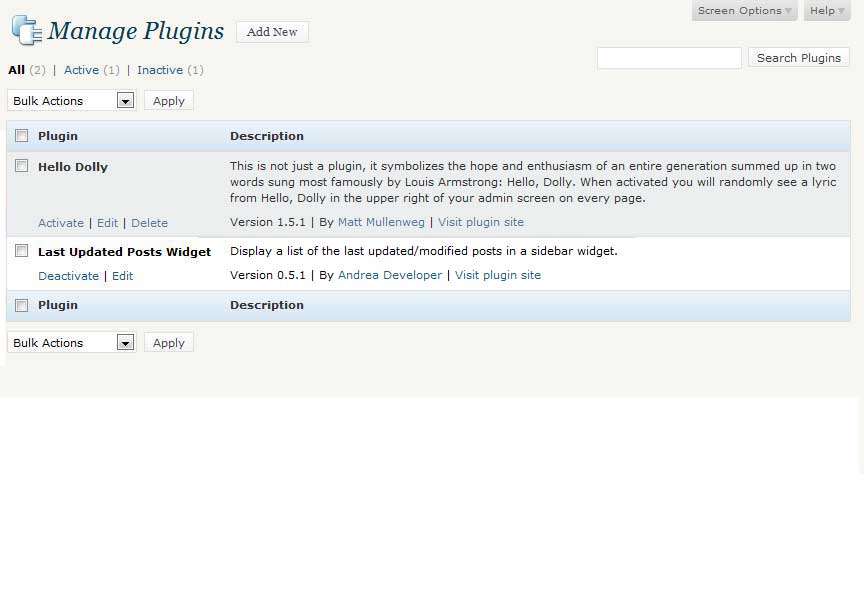 Screen Options Help
Manage Plugins Add New
Search Plugins
All (2) | Active (1) | Inactive (1)
Bulk Actions Apply
Plugin Description
Hello Dolly This is not just a plugin, it symbolizes the hope and enthusiasm of an entire generation summed up in two
words sung most famously by Louis Armstrong: Hello, Dolly. When activated you will randomly see a lyric
from Hello, Dolly in the upper right of your admin screen on every page.
Activate | Edit | Delete Version 1.5.1 | By Matt Mullenweg | Visit plugin site
Last Updated Posts Widget Display a list of the last updated/modified posts in a sidebar widget.
Deactivate | Edit Version 0.5.1 | By Andrea Developer | Visit plugin site
Plugin Description
Bulk Actions Apply